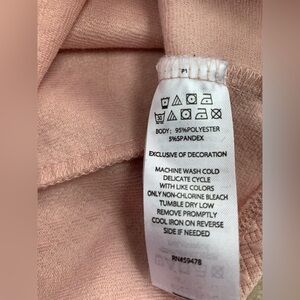 BODY: 95%POLYESTER
5%SPANDEX
EXCLUSIVE OF DECORATION
MACHINE WASH COLD
DELICATE CYCLE
WITH LIKE COLORS
ONLY NON-CHLORINE BLEACH
TUMBLE DRY LOW
REMOVE PROMPTLY
COOL IRON ON REVERSE
SIDE IF NEEDED
RN#59478